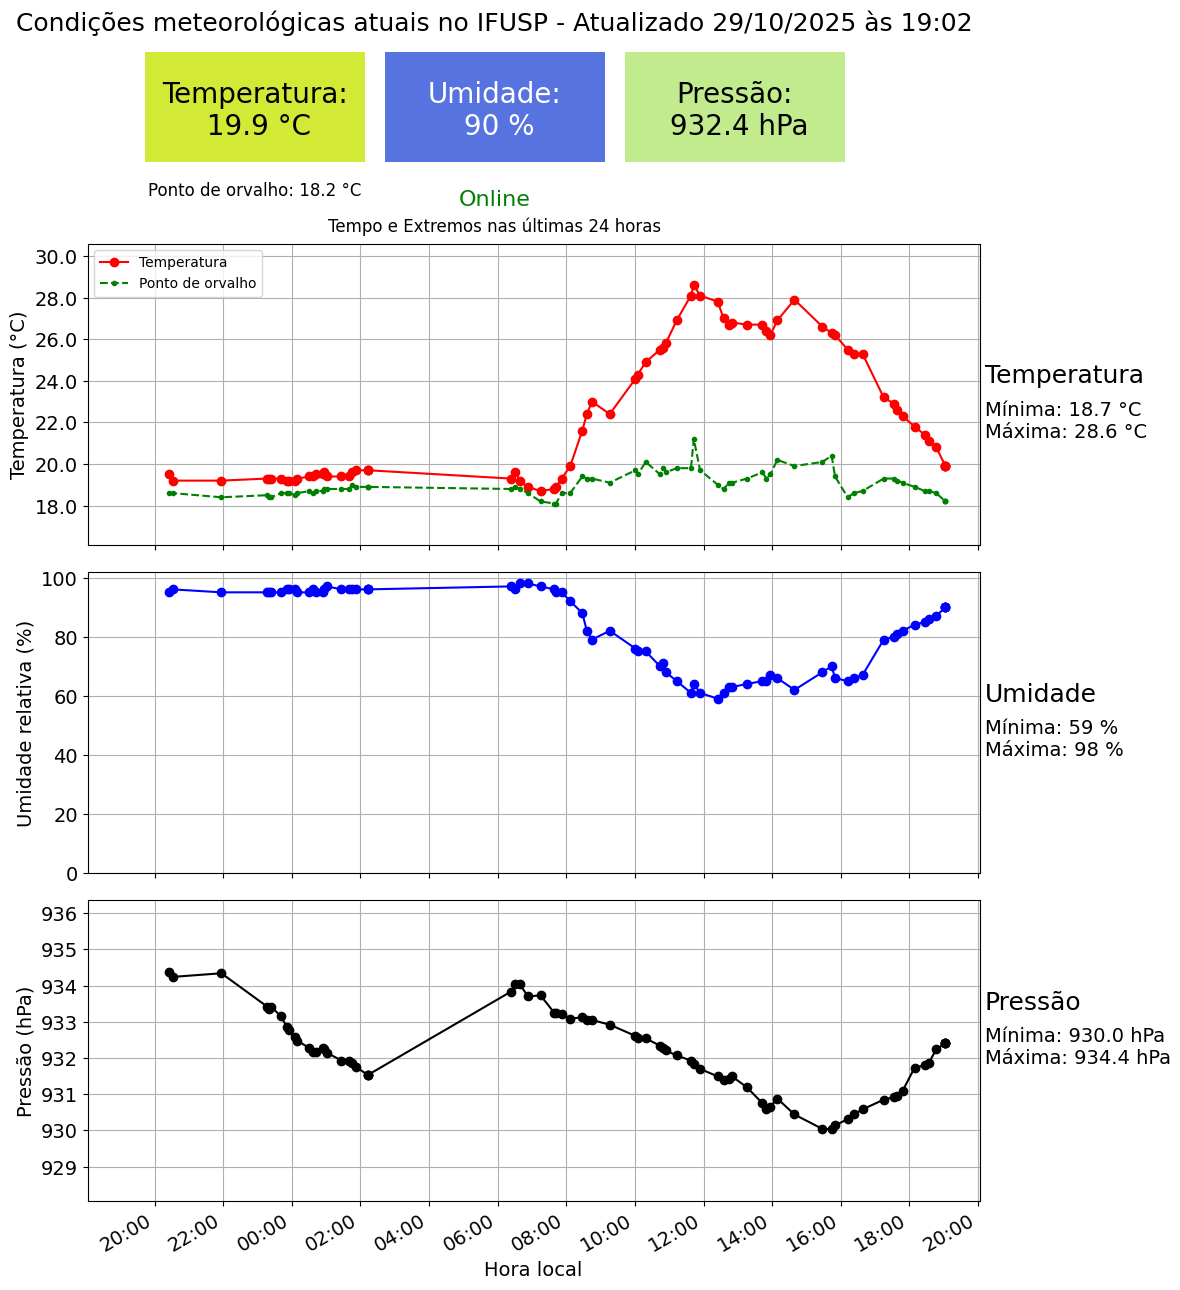 Condições meteorológicas atuais no IFUSP - Atualizado 29/10/2025 às 19:02
Temperatura:
19.9 °C
Umidade:
90 %
Pressão:
932.4 hPa
Ponto de orvalho: 18.2 °C
Online
Tempo e Extremos nas últimas 24 horas
Temperatura
Ponto de orvalho
Temperatura (°C)
30.0
28.0
26.0
24.0
22.0
20.0
18.0
Temperatura
Mínima: 18.7 °C
Máxima: 28.6 °C
Umidade relativa (%)
100
80
60
40
20
0
Umidade
Mínima: 59 %
Máxima: 98 %
Pressão (hPa)
936
935
934
933
932
931
930
929
Pressão
Mínima: 930.0 hPa
Máxima: 934.4 hPa
20:00
22:00
00:00
02:00
04:00
06:00
08:00
10:00
12:00
14:00
16:00
18:00
20:00
Hora local